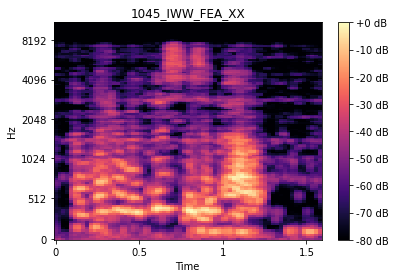 1045_IWW_FEA_XX
+0 dB
8192
-10 dB
4096
-20 dB
-30 dB
2048
Hz
-40 dB
1024
-50 dB
512
-60 dB
-70 dB
0
-80 dB
0
0.5
1
1.5
Time